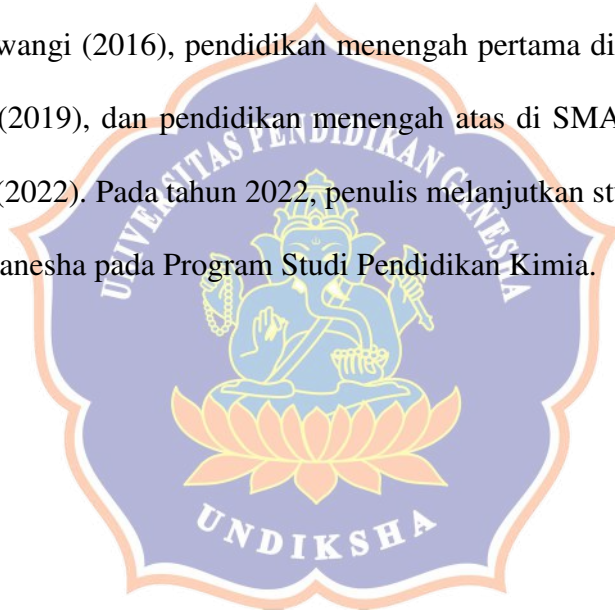 wangi (2016), pendidikan menengah pertama di
(2019), dan pendidikan menengah atas di SMA
(2022). Pada tahun 2022, penulis melanjutkan st
anesha pada Program Studi Pendidikan Kimia.
UNIVERSITAS PENDIDIKAN GANESHA
UNDIKSHA